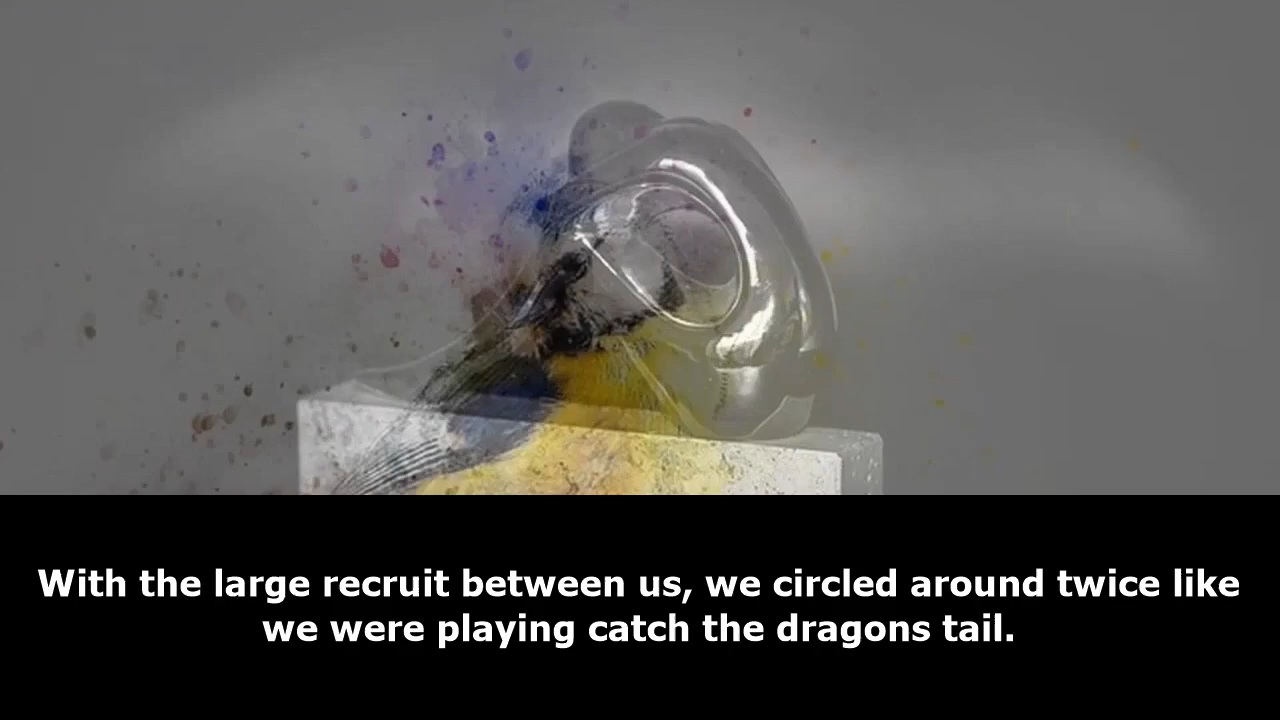 With the large recruit between us, we circled around twice like
we were playing catch the dragons tail.